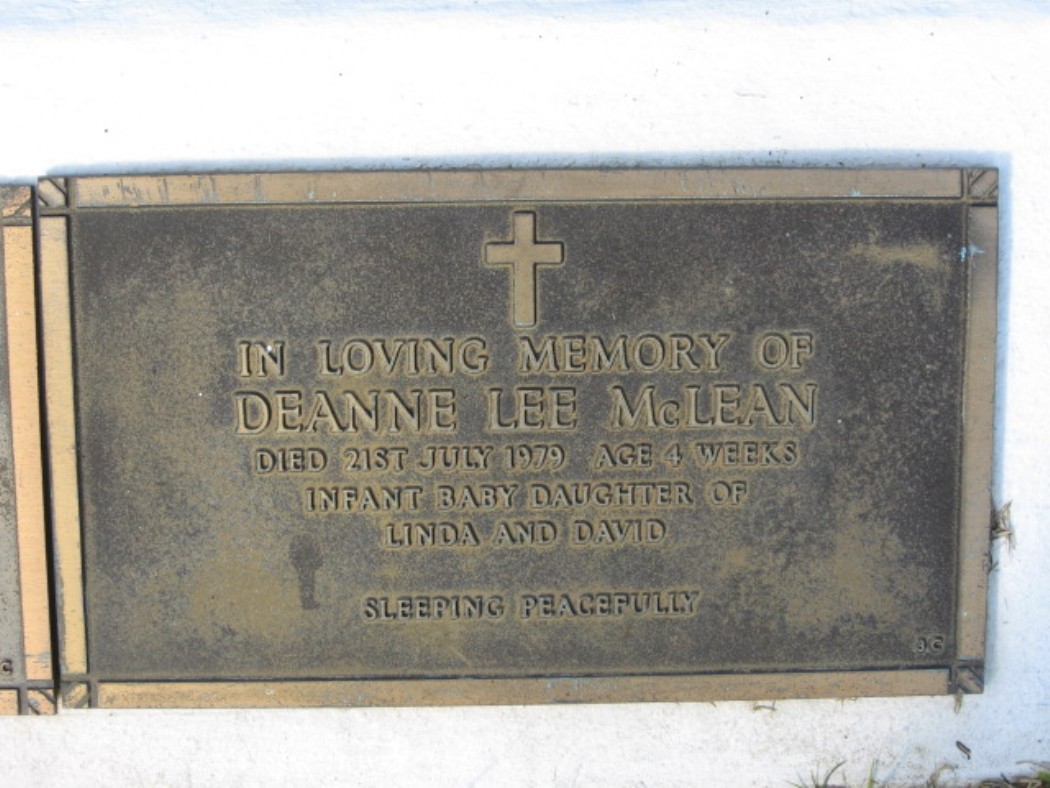 IN LOVING MEMORY OF
DEANNE LEE McLEAN
DIED 21ST JULY 1979 AGE 4 WEEKS
INFANT BABY DAUGHTER OF
LINDA AND DAVID
SLEEPING PEACEFULLY
C